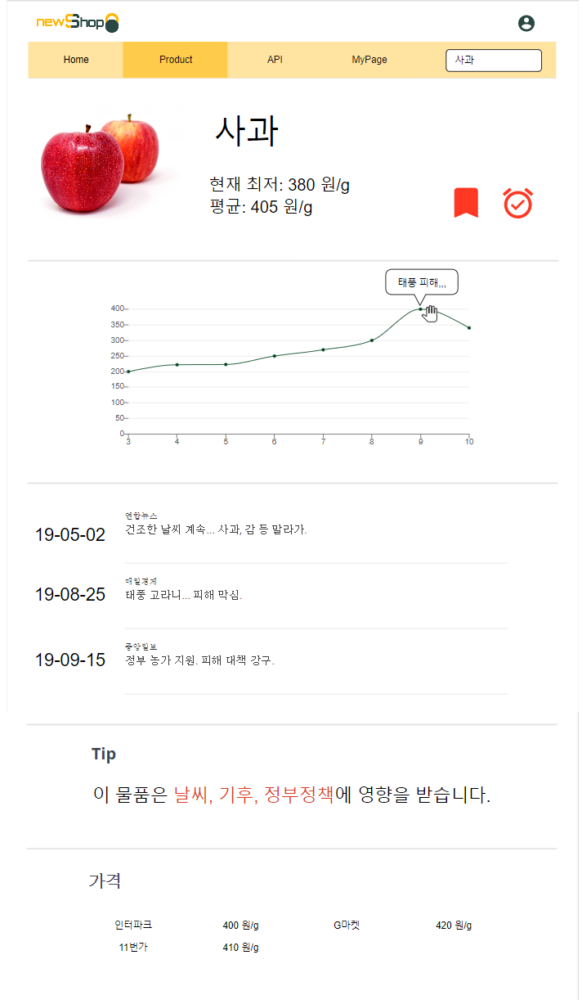 newShop
Home Product API MyPage 사과
사과
현재 최저: 380 원/g
평균: 405 원/g
태풍 피해,,,
400
350
300
250
200
150
100
50
0
3 4 5 6 7 8 9 10
연합뉴스
19-05-02 건조한 날씨 계속... 사과, 감 등 말라가.
매일경제
19-08-25 태풍 고라니... 피해 막심.
중앙일보
19-09-15 정부 농가 지원. 피해 대책 강구.
Tip
이 물품은 날씨, 기후, 정부정책에 영향을 받습니다.
가격
인터파크 400 원/g G마켓 420 원/g
11번가 410 원/g